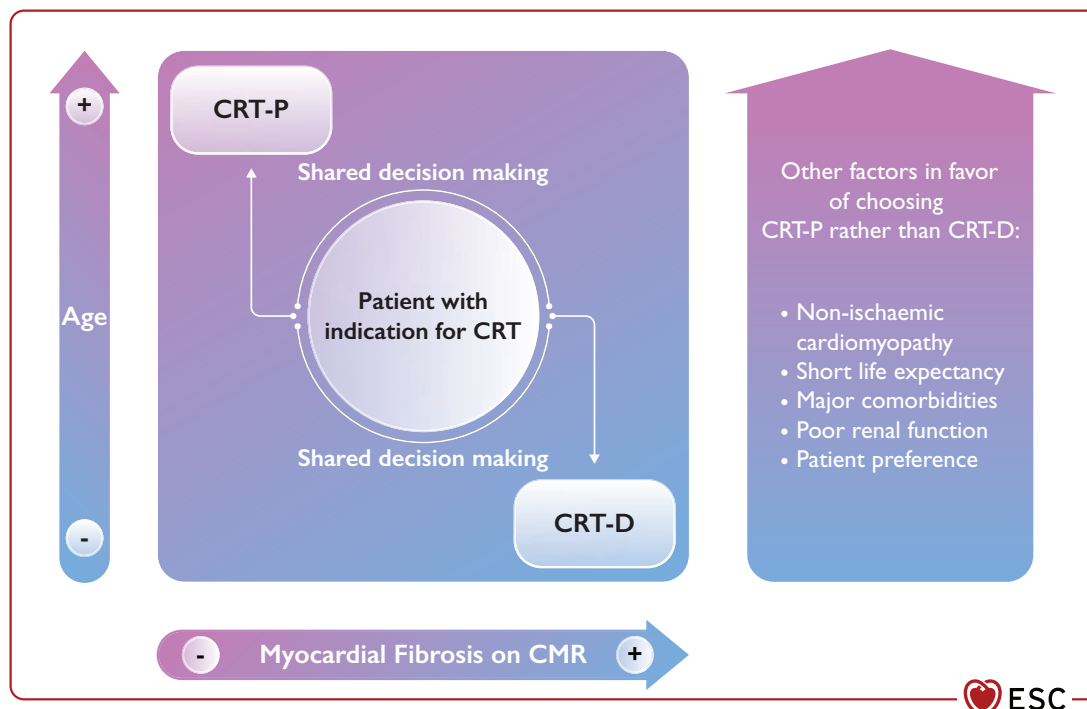 +
CRT-P
Shared decision making
Age
Patient with
indication for CRT
Shared decision making
CRT-D
-
- Myocardial Fibrosis on CMR +
Other factors in favor
of choosing
CRT-P rather than CRT-D:
• Non-ischaemic
cardiomyopathy
• Short life expectancy
• Major comorbidities
• Poor renal function
• Patient preference
ESC